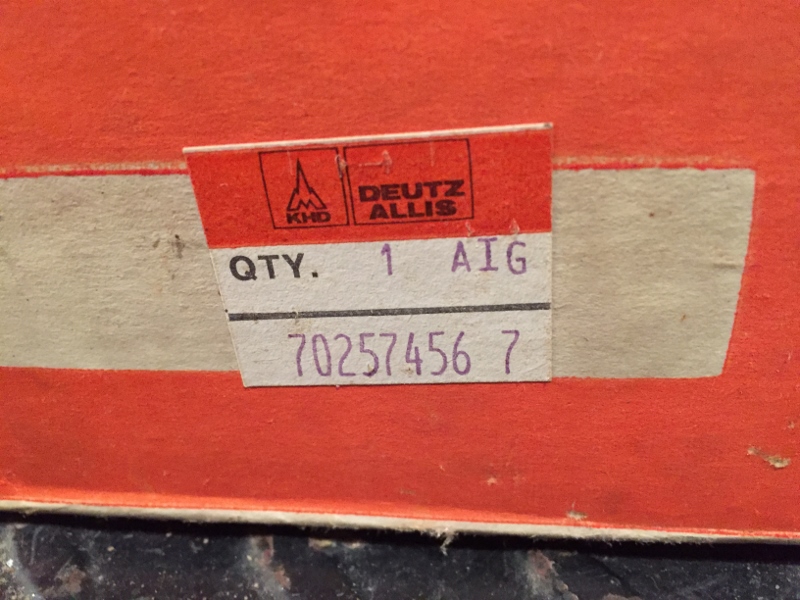 KHD
DEUTZ
ALLIS
QTY. 1 AIG
70257456 7